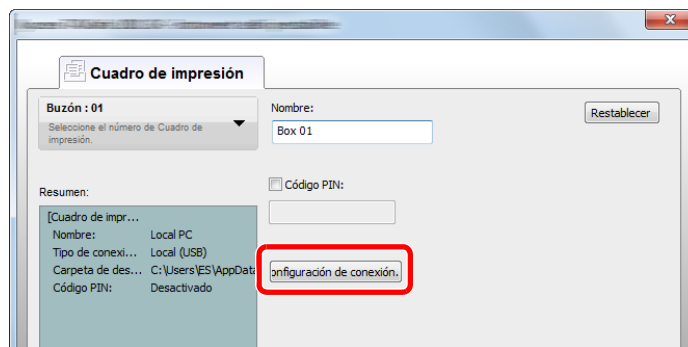 Cuadro de impresión
Buzón : 01
Seleccione el número de Cuadro de
impresión.
Nombre:
Box 01
Restablecer
Código PIN:
Resumen:
[Cuadro de impr...
Nombre: Local PC
Tipo de conexi... Local (USB)
Carpeta de des... C:\Users\ES\AppData
Código PIN: Desactivado
onfiguración de conexión.